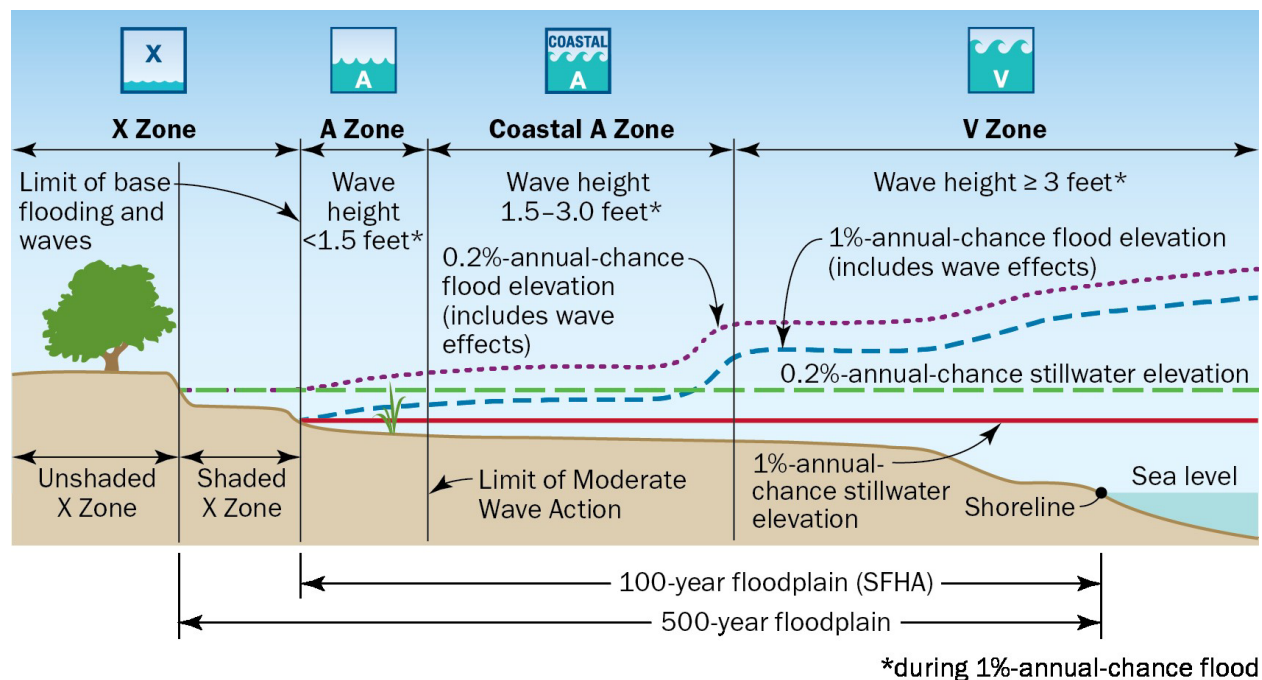 X
A
COASTAL
A
V
X Zone
A Zone
Coastal A Zone
V Zone
Limit of base
flooding and
waves
Wave
height
<1.5 feet*
Wave height
1.5–3.0 feet*
Wave height ≥ 3 feet*
0.2%-annual-chance
flood elevation
(includes wave
effects)
1%-annual-chance flood elevation
(includes wave effects)
0.2%-annual-chance stillwater elevation
Unshaded
X Zone
Shaded
X Zone
Limit of Moderate
Wave Action
1%-annual-
chance stillwater
elevation
Shoreline
Sea level
100-year floodplain (SFHA)
500-year floodplain
*during 1%-annual-chance flood